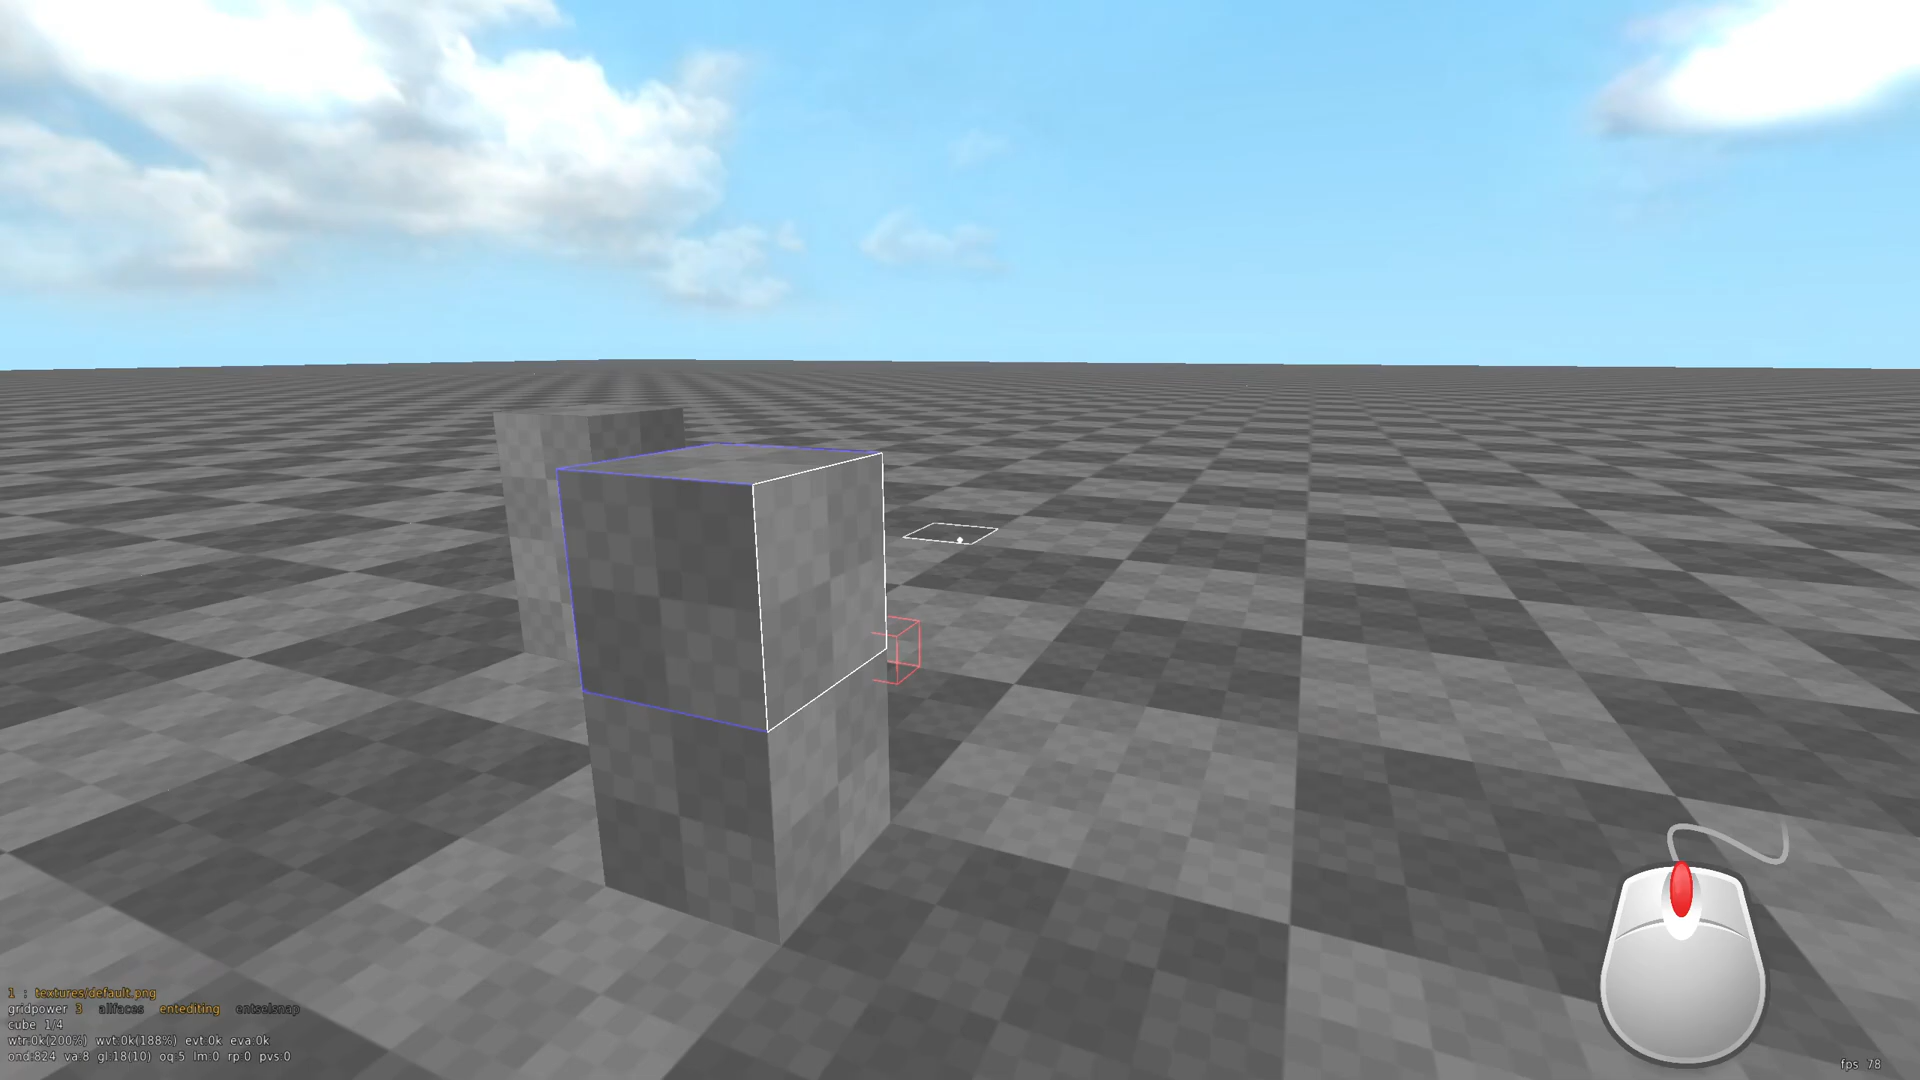 1 : textures/default.png
gridpower 3 allfaces entediting entselsnap
cube 1/4
wtr:0k(200%) wvt:0k(188%) evt:0k eva:0k
ond:824 va:8 gl:18(10) oq:5 lm:0 rp:0 pvs:0
fps 78